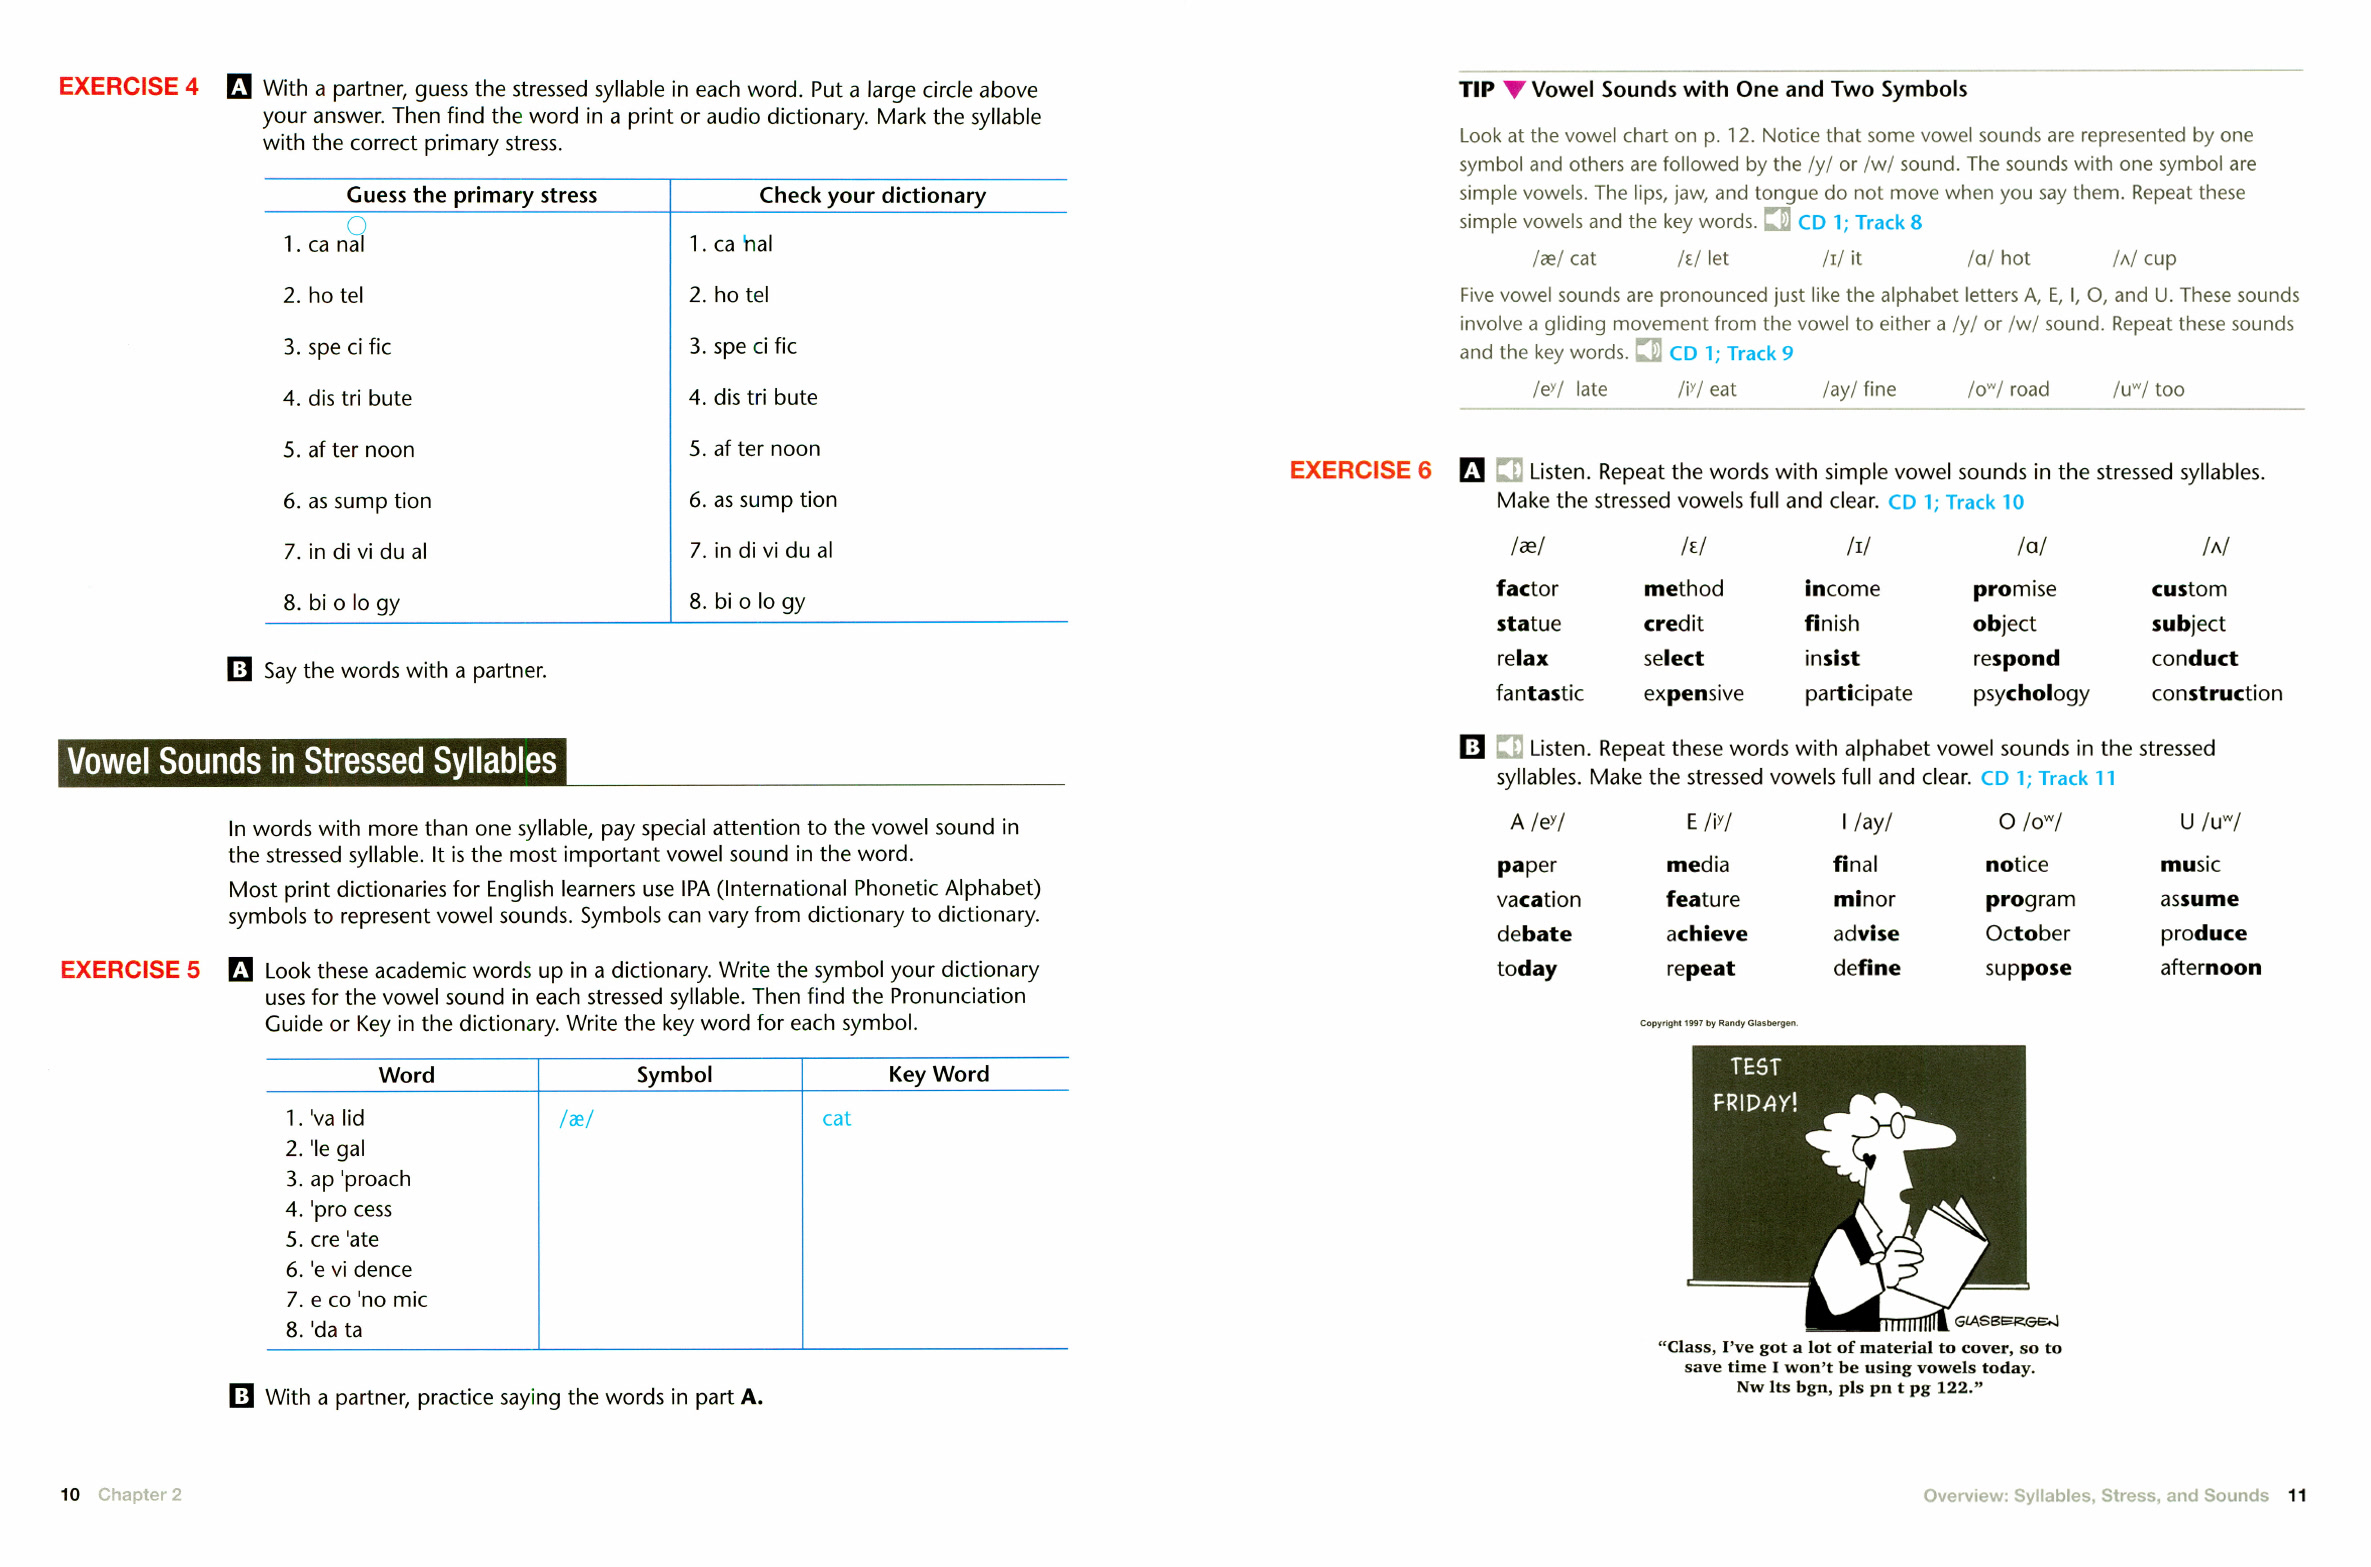 EXERCISE 4 A With a partner, guess the stressed syllable in each word. Put a large circle above
your answer. Then find the word in a print or audio dictionary. Mark the syllable
with the correct primary stress.
Guess the primary stress Check your dictionary
1. ca nal 1. ca 'nal
2. ho tel 2. ho tel
3. spe ci fic 3. spe ci fic
4. dis tri bute 4. dis tri bute
5. af ter noon 5. af ter noon
6. as sump tion 6. as sump tion
7. in di vi du al 7. in di vi du al
8. bi o lo gy 8. bi o lo gy
B Say the words with a partner.
Vowel Sounds in Stressed Syllables
In words with more than one syllable, pay special attention to the vowel sound in
the stressed syllable. It is the most important vowel sound in the word.
Most print dictionaries for English learners use IPA (International Phonetic Alphabet)
symbols to represent vowel sounds. Symbols can vary from dictionary to dictionary.
EXERCISE 5 A Look these academic words up in a dictionary. Write the symbol your dictionary
uses for the vowel sound in each stressed syllable. Then find the Pronunciation
Guide or Key in the dictionary. Write the key word for each symbol.
Word Symbol Key Word
1. 'va lid /æ/ cat
2. 'le gal
3. ap 'proach
4. 'pro cess
5. cre 'ate
6. 'e vi dence
7. e co 'no mic
8. 'da ta
B With a partner, practice saying the words in part A.
10 Chapter 2
TIP Vowel Sounds with One and Two Symbols
Look at the vowel chart on p. 12. Notice that some vowel sounds are represented by one
symbol and others are followed by the /y/ or /w/ sound. The sounds with one symbol are
simple vowels. The lips, jaw, and tongue do not move when you say them. Repeat these
simple vowels and the key words. CD 1; Track 8
/æ/ cat /ɛ/ let /ɪ/ it /ɑ/ hot /ʌ/ cup
Five vowel sounds are pronounced just like the alphabet letters A, E, I, O, and U. These sounds
involve a gliding movement from the vowel to either a /y/ or /w/ sound. Repeat these sounds
and the key words. CD 1; Track 9
/eʸ/ late /iʸ/ eat /ay/ fine /oʷ/ road /uʷ/ too
EXERCISE 6 A Listen. Repeat the words with simple vowel sounds in the stressed syllables.
Make the stressed vowels full and clear. CD 1; Track 10
/æ/ /ɛ/ /ɪ/ /ɑ/ /ʌ/
factor method income promise custom
statue credit finish object subject
relax select insist respond conduct
fantastic expensive participate psychology construction
B Listen. Repeat these words with alphabet vowel sounds in the stressed
syllables. Make the stressed vowels full and clear. CD 1; Track 11
A /eʸ/ E /iʸ/ I /ay/ O /oʷ/ U /uʷ/
paper media final notice music
vacation feature minor program assume
debate achieve advise October produce
today repeat define suppose afternoon
Copyright 1997 by Randy Glasbergen.
TEST
FRIDAY!
GLASBERGEN
“Class, I’ve got a lot of material to cover, so to
save time I won’t be using vowels today.
Nw lts bgn, pls pn t pg 122.”
Overview: Syllables, Stress, and Sounds 11